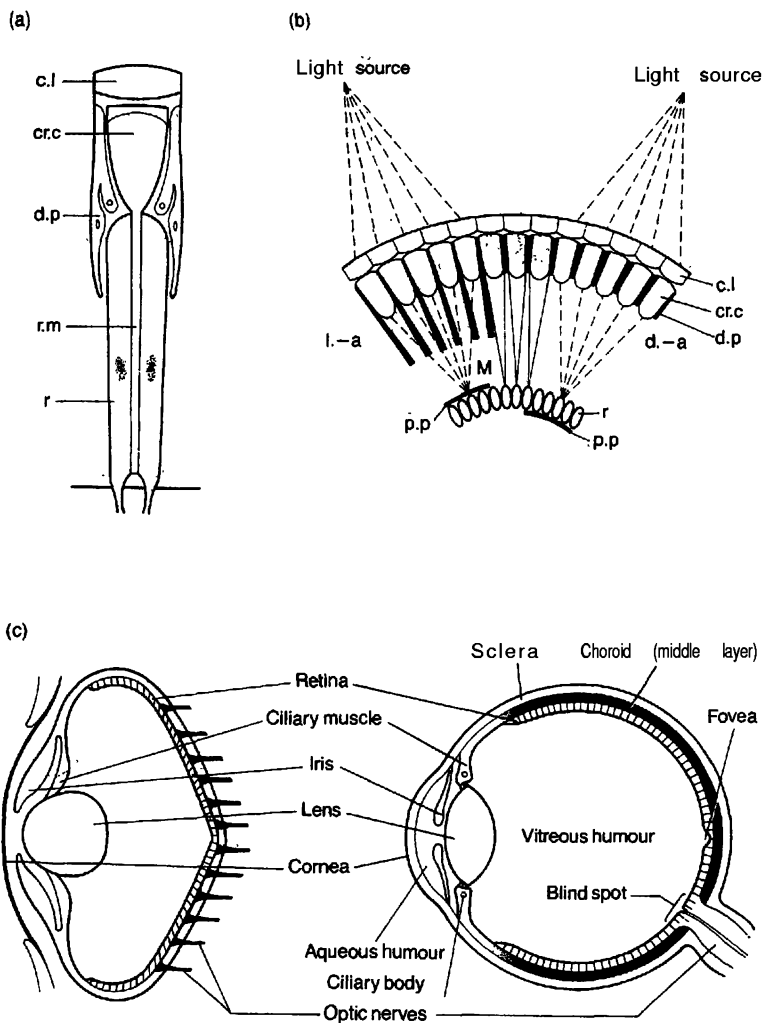 (a)
c.l
cr.c
d.p
r.m
r
(b)
Light source
Light source
c.l
cr.c
d.p
l.-a
d.-a
M
p.p
r
p.p
(c)
Sclera
Choroid (middle layer)
Retina
Fovea
Ciliary muscle
Iris
Lens
Vitreous humour
Cornea
Blind spot
Aqueous humour
Ciliary body
Optic nerves